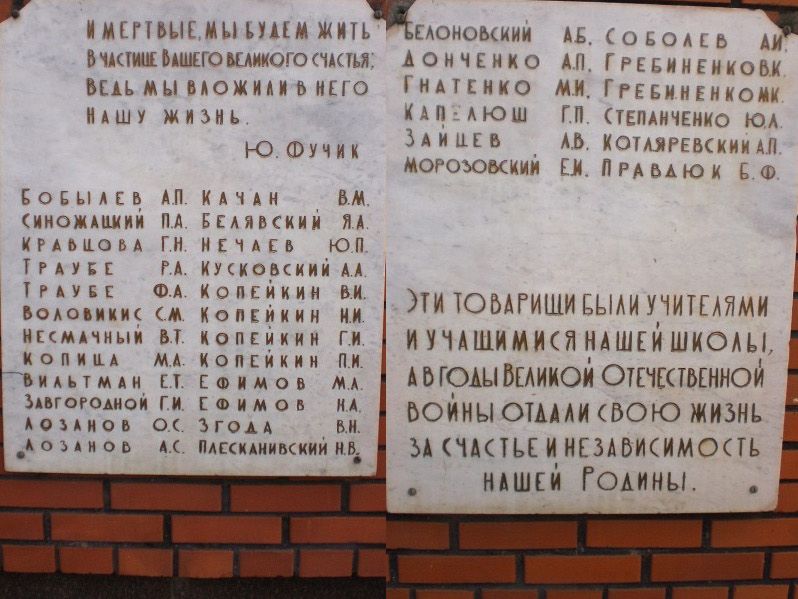 И МЕРТВЫЕ, МЫ БУДЕМ ЖИТЬ
В ЧАСТИЦЕ ВАШЕГО ВЕЛИКОГО СЧАСТЬЯ;
ВЕДЬ МЫ ВЛОЖИЛИ В НЕГО
НАШУ ЖИЗНЬ.
Ю. ФУЧИК
БОБЫЛЕВ А.П. КАЧАН В.М.
СИНОЖАЦКИЙ П.А. БЕЛЯВСКИЙ Я.А.
КРАВЦОВА Г.Н. НЕЧАЕВ Ю.П.
ТРАУБЕ Р.А. КУСКОВСКИЙ А.А.
ТРАУБЕ Ф.А. КОПЕЙКИН В.И.
ВОЛОВИКИС С.М. КОПЕЙКИН Н.И.
НЕСМАЧНЫЙ В.Т. КОПЕЙКИН Г.И.
КОПИЦА М.А. КОПЕЙКИН П.И.
ВИЛЬТМАН Е.Т. ЕФИМОВ М.А.
ЗАВГОРОДНОЙ Г.И. ЕФИМОВ Н.А.
ЛОЗАНОВ О.С. ЗГОДА В.Н.
ЛОЗАНОВ А.С. ПЛЕСКАНИВСКИЙ Н.В.
БЕЛОНОВСКИЙ А.Б. СОБОЛЕВ А.И.
ДОНЧЕНКО А.П. ГРЕБИНЕНКО В.К.
ГНАТЕНКО М.И. ГРЕБИНЕНКО М.К.
КАПЕЛЮШ Г.П. СТЕПАНЧЕНКО Ю.Л.
ЗАЙЦЕВ Л.В. КОТЛЯРЕВСКИЙ А.П.
МОРОЗОВСКИЙ Е.И. ПРАВДЮК Б.Ф.
ЭТИ ТОВАРИЩИ БЫЛИ УЧИТЕЛЯМИ
И УЧАЩИМИСЯ НАШЕЙ ШКОЛЫ,
А В ГОДЫ ВЕЛИКОЙ ОТЕЧЕСТВЕННОЙ
ВОЙНЫ ОТДАЛИ СВОЮ ЖИЗНЬ
ЗА СЧАСТЬЕ И НЕЗАВИСИМОСТЬ
НАШЕЙ РОДИНЫ.